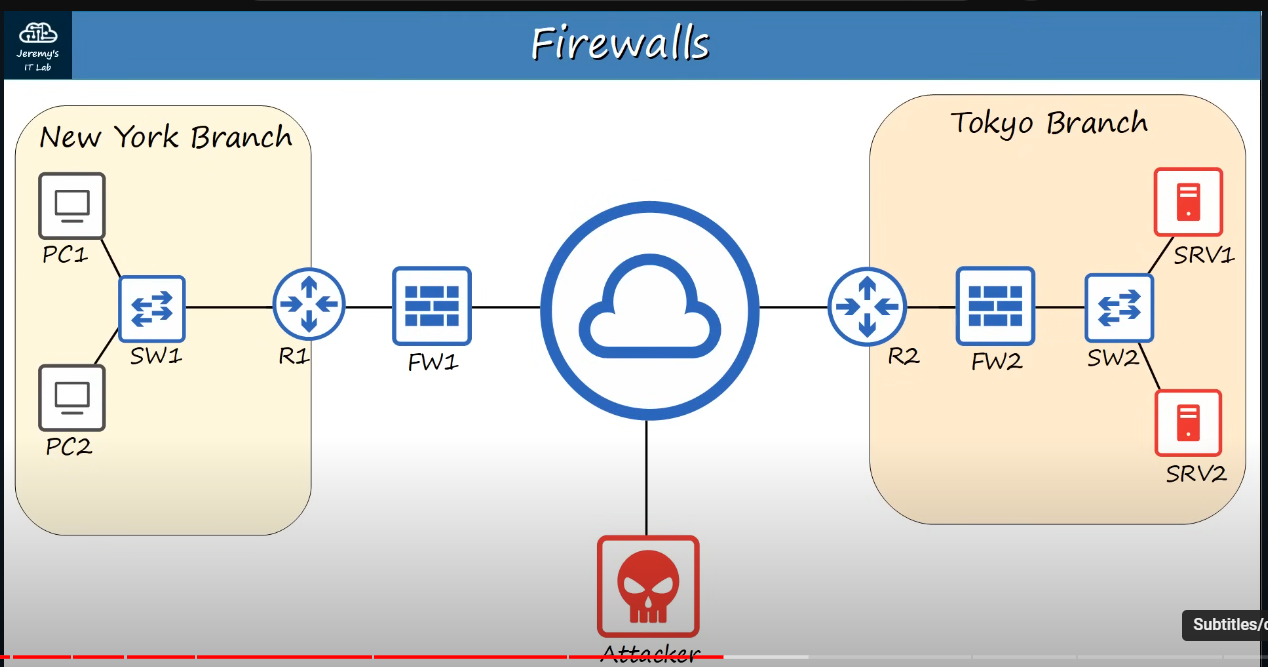 Jeremy's
IT Lab
Firewalls
New York Branch
Tokyo Branch
PC1
SRV1
SW1
R1
FW1
R2
FW2
SW2
PC2
SRV2
Attacker
Subtitles/c